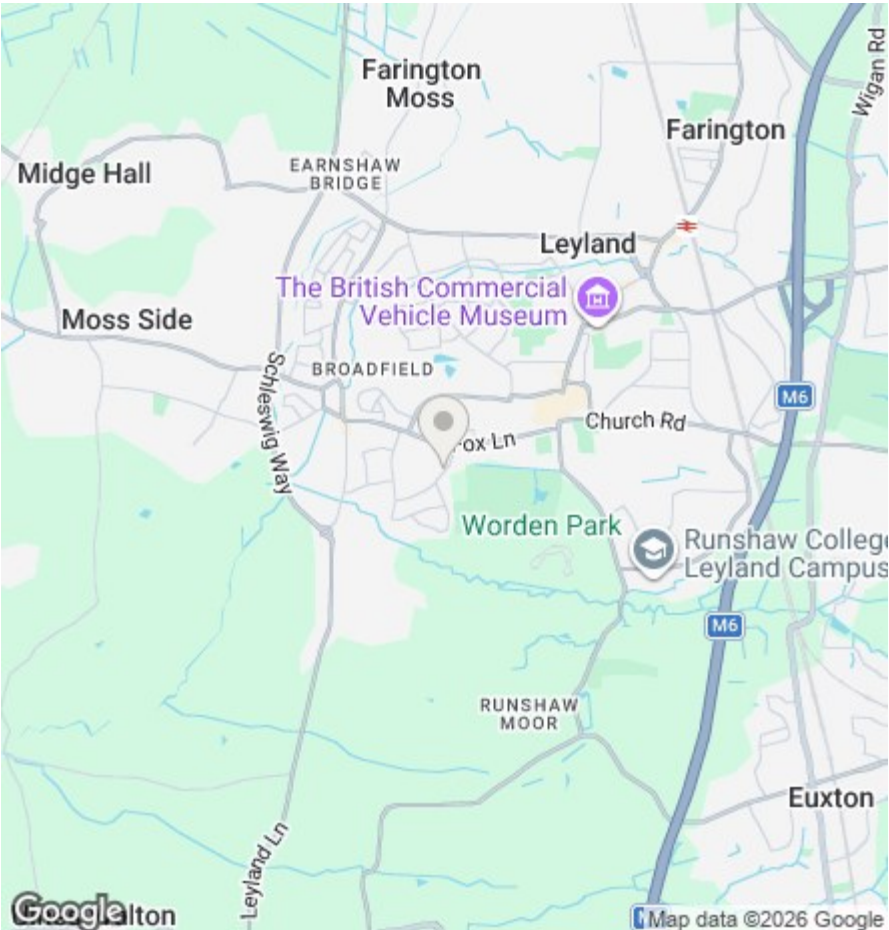 Farington
Moss
Wigan Rd
Farington
EARNSHAW
BRIDGE
Midge Hall
Leyland
The British Commercial
Vehicle Museum
Moss Side
BROADFIELD
Schleswig Way
M6
Church Rd
Fox Ln
Worden Park
Runshaw College
Leyland Campus
M6
RUNSHAW
MOOR
Euxton
Leyland Ln
Google
Map data ©2026 Google